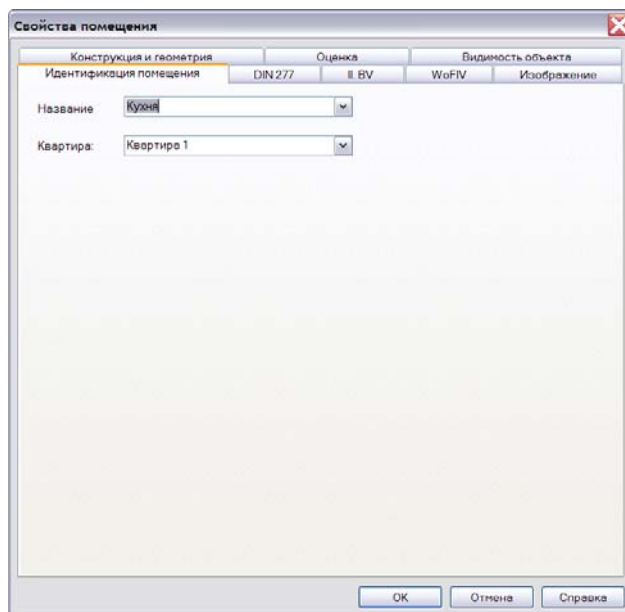 Свойства помещения
Конструкция и геометрия Оценка Видимость объекта
Идентификация помещения DIN 277 II. BV WoFIV Изображение
Название Кухня
Квартира: Квартира 1
OK Отмена Справка